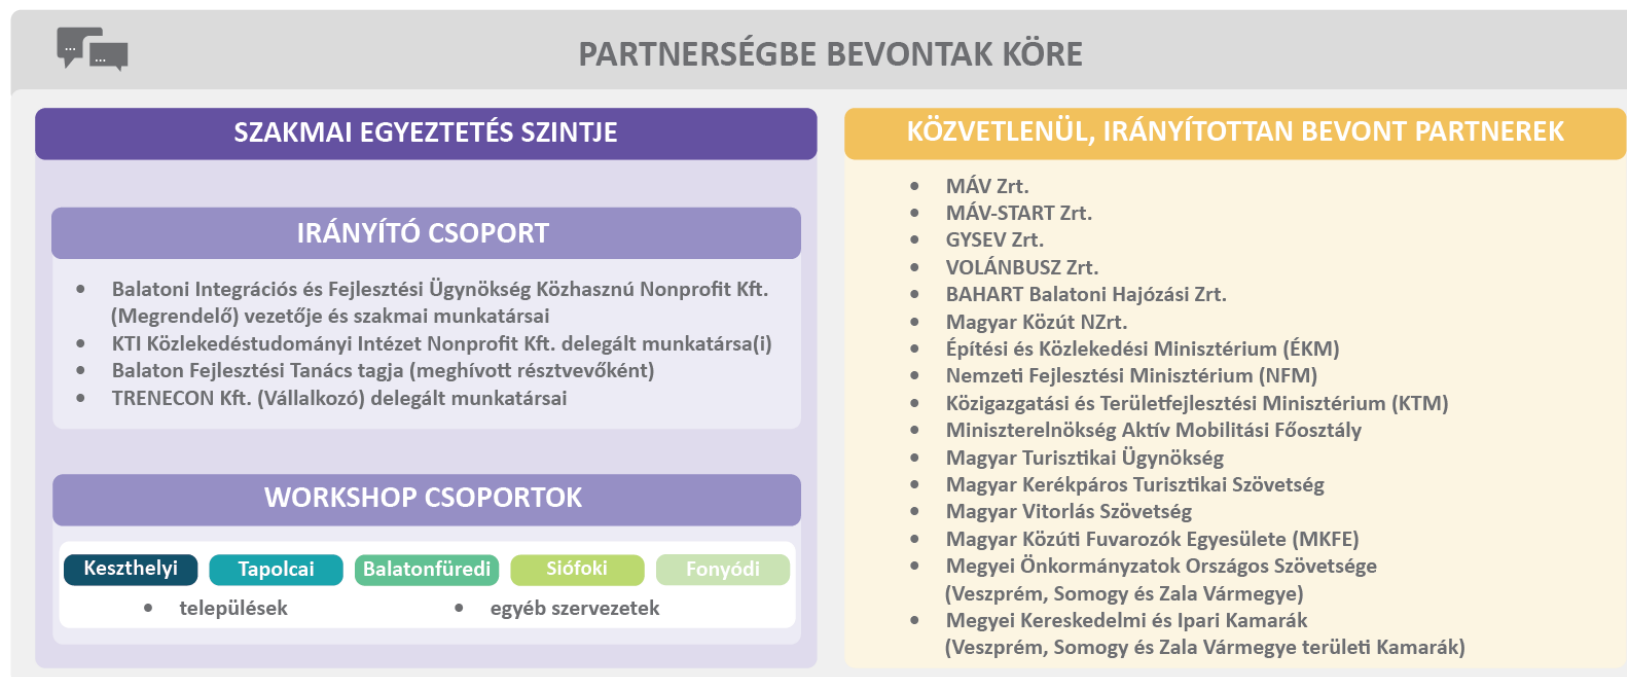 PARTNERSÉGBE BEVONTAK KÖRE
SZAKMAI EGYEZTETÉS SZINTJE
IRÁNYÍTÓ CSOPORT
• Balatoni Integrációs és Fejlesztési Ügynökség Közhasznú Nonprofit Kft.
(Megrendelő) vezetője és szakmai munkatársai
• KTI Közlekedéstudományi Intézet Nonprofit Kft. delegált munkatársa(i)
• Balaton Fejlesztési Tanács tagja (meghívott résztvevőként)
• TRENECON Kft. (Vállalkozó) delegált munkatársai
WORKSHOP CSOPORTOK
Keszthelyi Tapolcai Balatonfüredi Siófoki Fonyódi
• települések • egyéb szervezetek
KÖZVETLENÜL, IRÁNYÍTOTTAN BEVONT PARTNEREK
• MÁV Zrt.
• MÁV-START Zrt.
• GYSEV Zrt.
• VOLÁNBUSZ Zrt.
• BAHART Balatoni Hajózási Zrt.
• Magyar Közút NZrt.
• Építési és Közlekedési Minisztérium (ÉKM)
• Nemzeti Fejlesztési Minisztérium (NFM)
• Közigazgatási és Területfejlesztési Minisztérium (KTM)
• Miniszterelnökség Aktív Mobilitási Főosztály
• Magyar Turisztikai Ügynökség
• Magyar Kerékpáros Turisztikai Szövetség
• Magyar Vitorlás Szövetség
• Magyar Közúti Fuvarozók Egyesülete (MKFE)
• Megyei Önkormányzatok Országos Szövetsége
(Veszprém, Somogy és Zala Vármegye)
• Megyei Kereskedelmi és Ipari Kamarák
(Veszprém, Somogy és Zala Vármegye területi Kamarák)